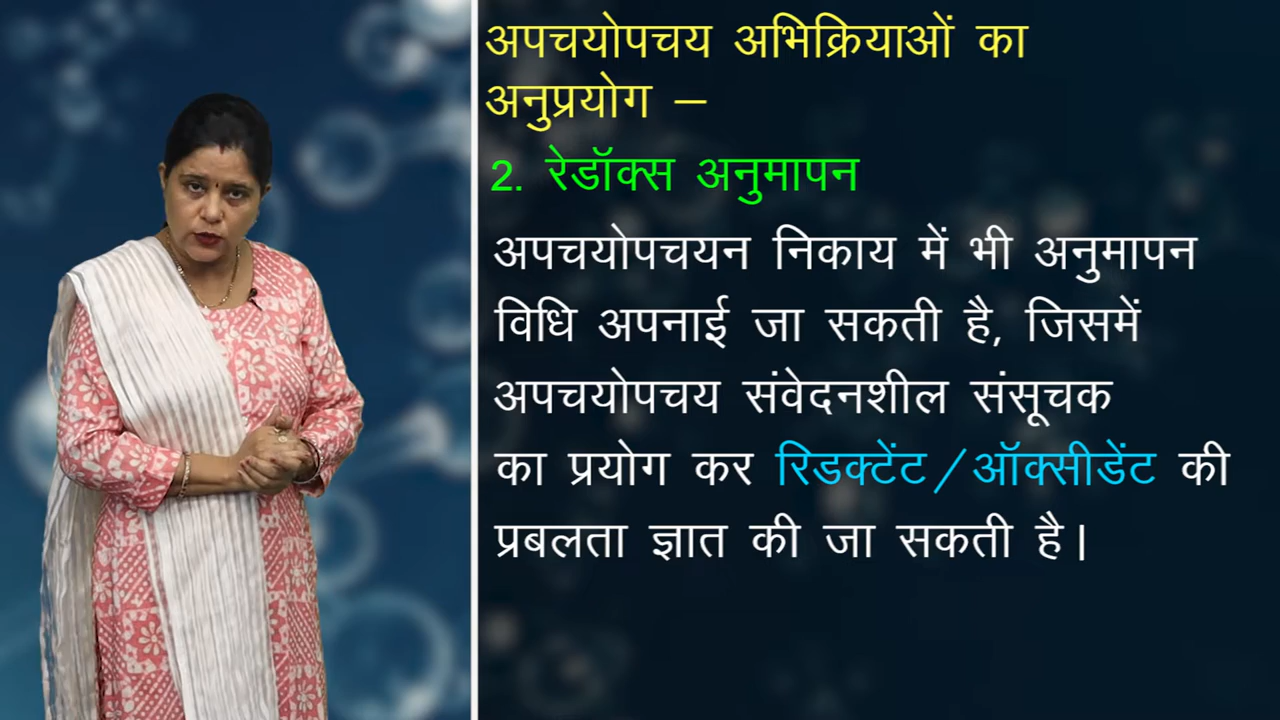 अपचयोपचय अभिक्रियाओं का
अनुप्रयोग –
2. रेडॉक्स अनुमापन
अपचयोपचयन निकाय में भी अनुमापन
विधि अपनाई जा सकती है, जिसमें
अपचयोपचय संवेदनशील संसूचक
का प्रयोग कर रिडक्टेंट/ऑक्सीडेंट की
प्रबलता ज्ञात की जा सकती है।